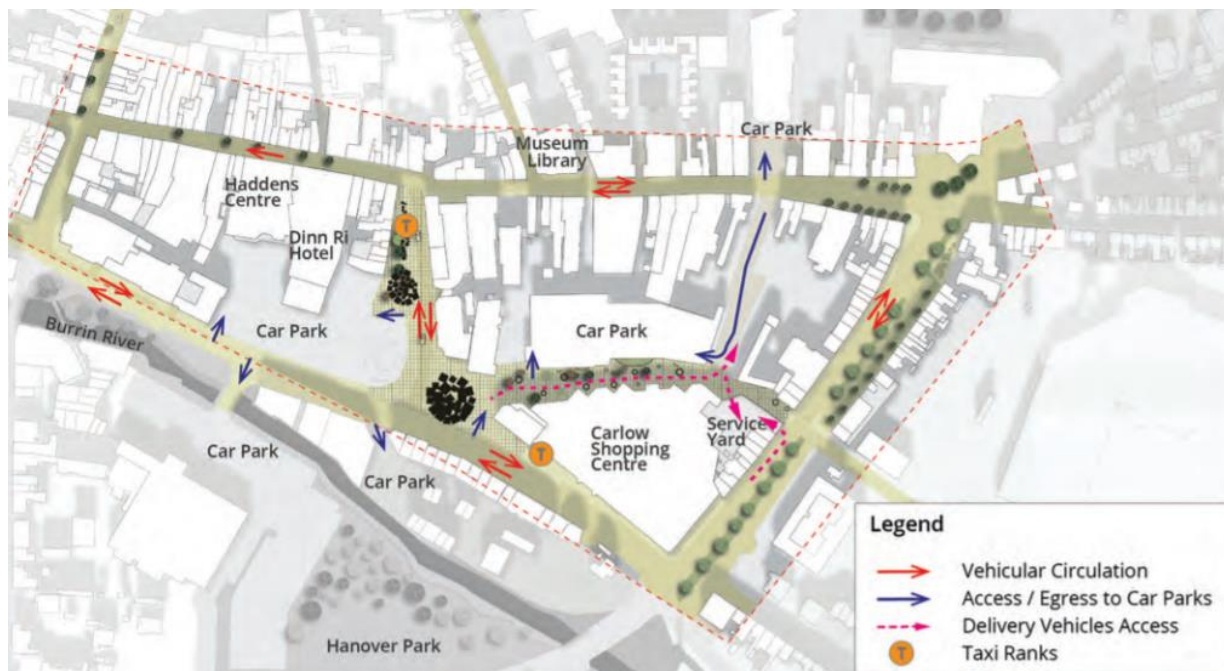 Car Park
Museum
Library
Haddens
Centre
T
Dinn Ri
Hotel
Burrin River
Car Park
Car Park
Car Park
Car Park
T
Carlow
Shopping
Centre
Service
Yard
Hanover Park
Legend
Vehicular Circulation
Access / Egress to Car Parks
Delivery Vehicles Access
T Taxi Ranks